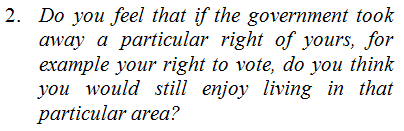 2. Do you feel that if the government took
away a particular right of yours, for
example your right to vote, do you think
you would still enjoy living in that
particular area?